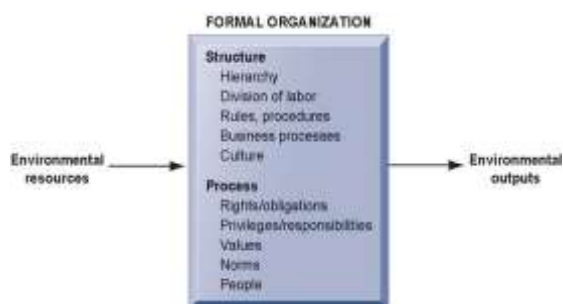 FORMAL ORGANIZATION
Structure
Hierarchy
Division of labor
Rules, procedures
Business processes
Culture
Environmental
resources
Environmental
outputs
Process
Rights/obligations
Privileges/responsibilities
Values
Norms
People